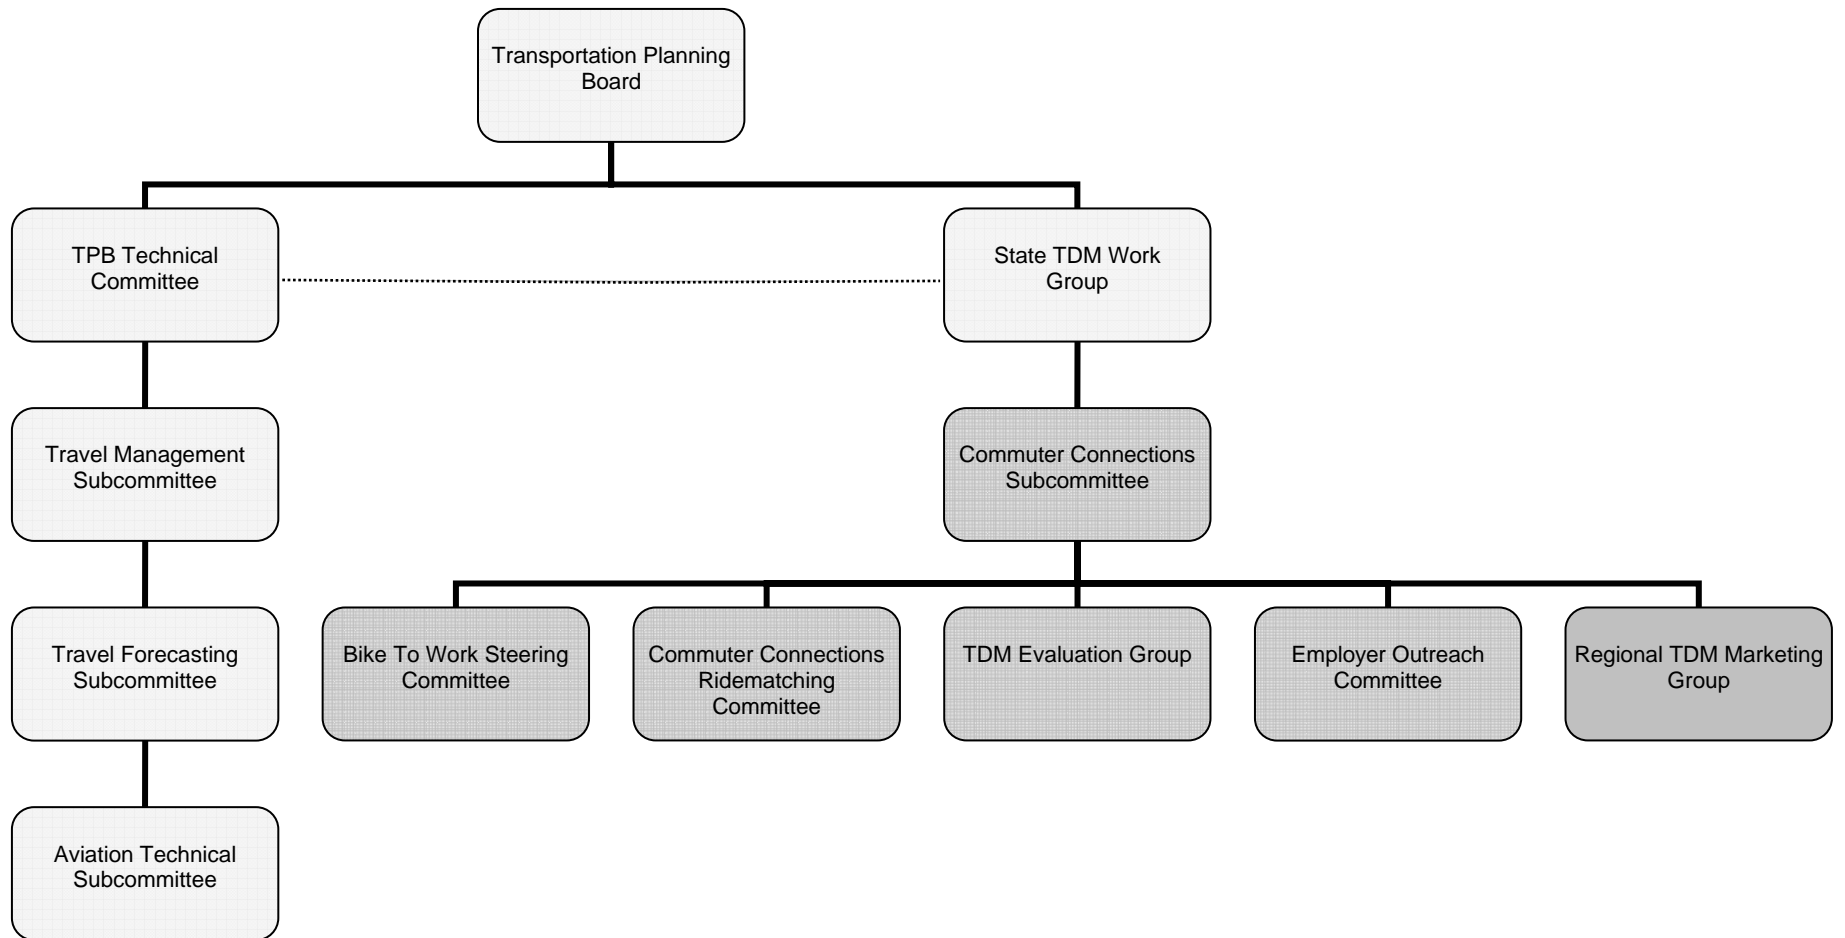 Transportation Planning
Board
TPB Technical
Committee
State TDM Work
Group
Travel Management
Subcommittee
Commuter Connections
Subcommittee
Travel Forecasting
Subcommittee
Bike To Work Steering
Committee
Commuter Connections
Ridematching
Committee
TDM Evaluation Group
Employer Outreach
Committee
Regional TDM Marketing
Group
Aviation Technical
Subcommittee